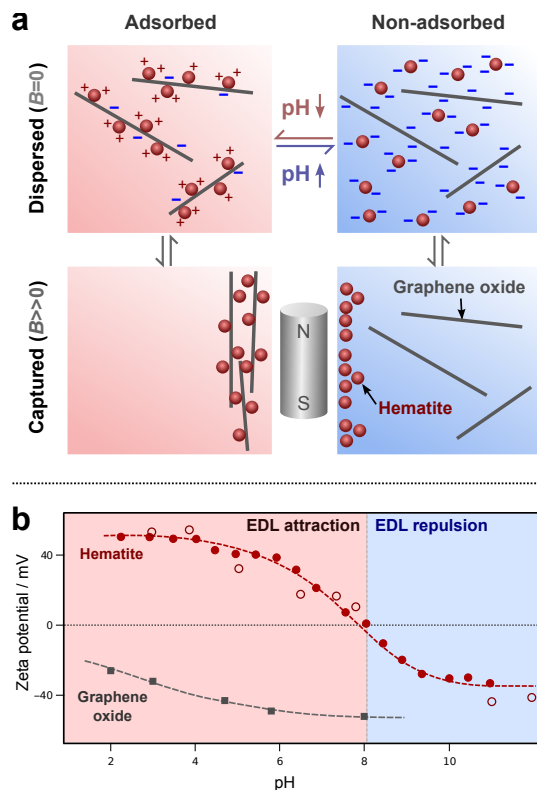 a
Adsorbed
Non-adsorbed
Dispersed (B=0)
pH ↓
pH ↑
Captured (B>>0)
N
S
Graphene oxide
Hematite
b
EDL attraction
EDL repulsion
Hematite
Graphene
oxide
Zeta potential / mV
40
0
−40
2
4
6
8
10
pH